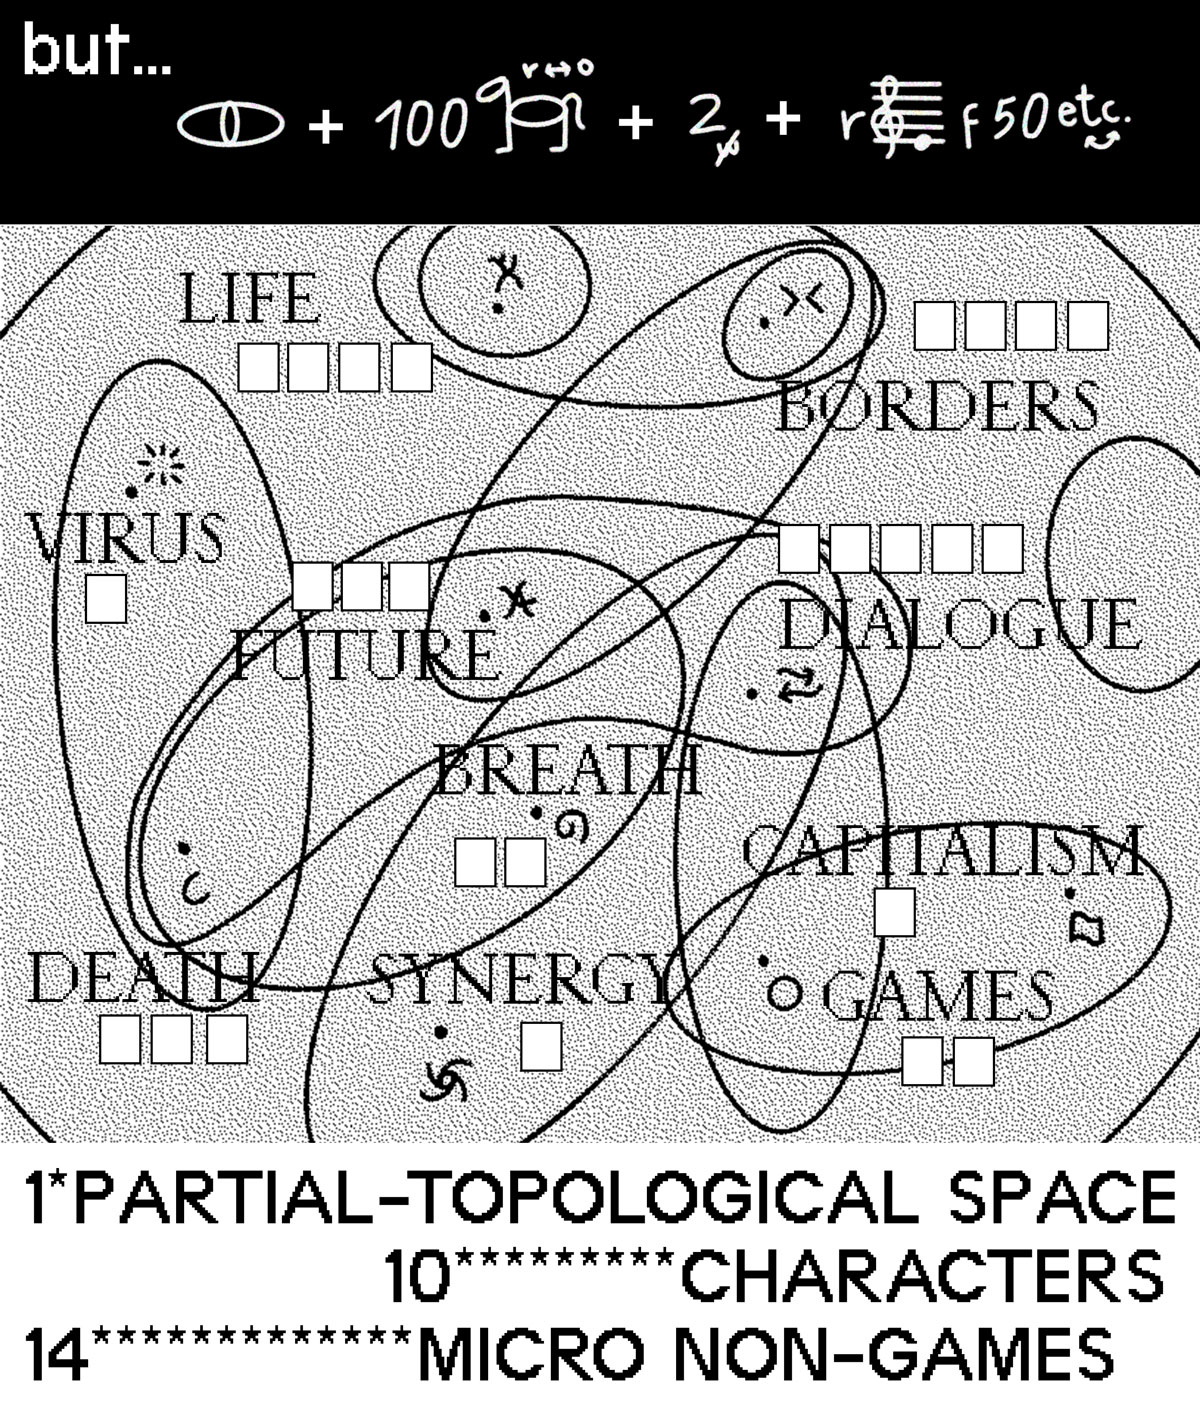 but...
r↔o
+ 100 + 2 + r F 50 etc.
LIFE
BORDERS
VIRUS
DIALOGUE
FUTURE
BREATH
CAPITALISM
DEATH
SYNERGY
GAMES
1*PARTIAL-TOPOLOGICAL SPACE
10*********CHARACTERS
14*************MICRO NON-GAMES